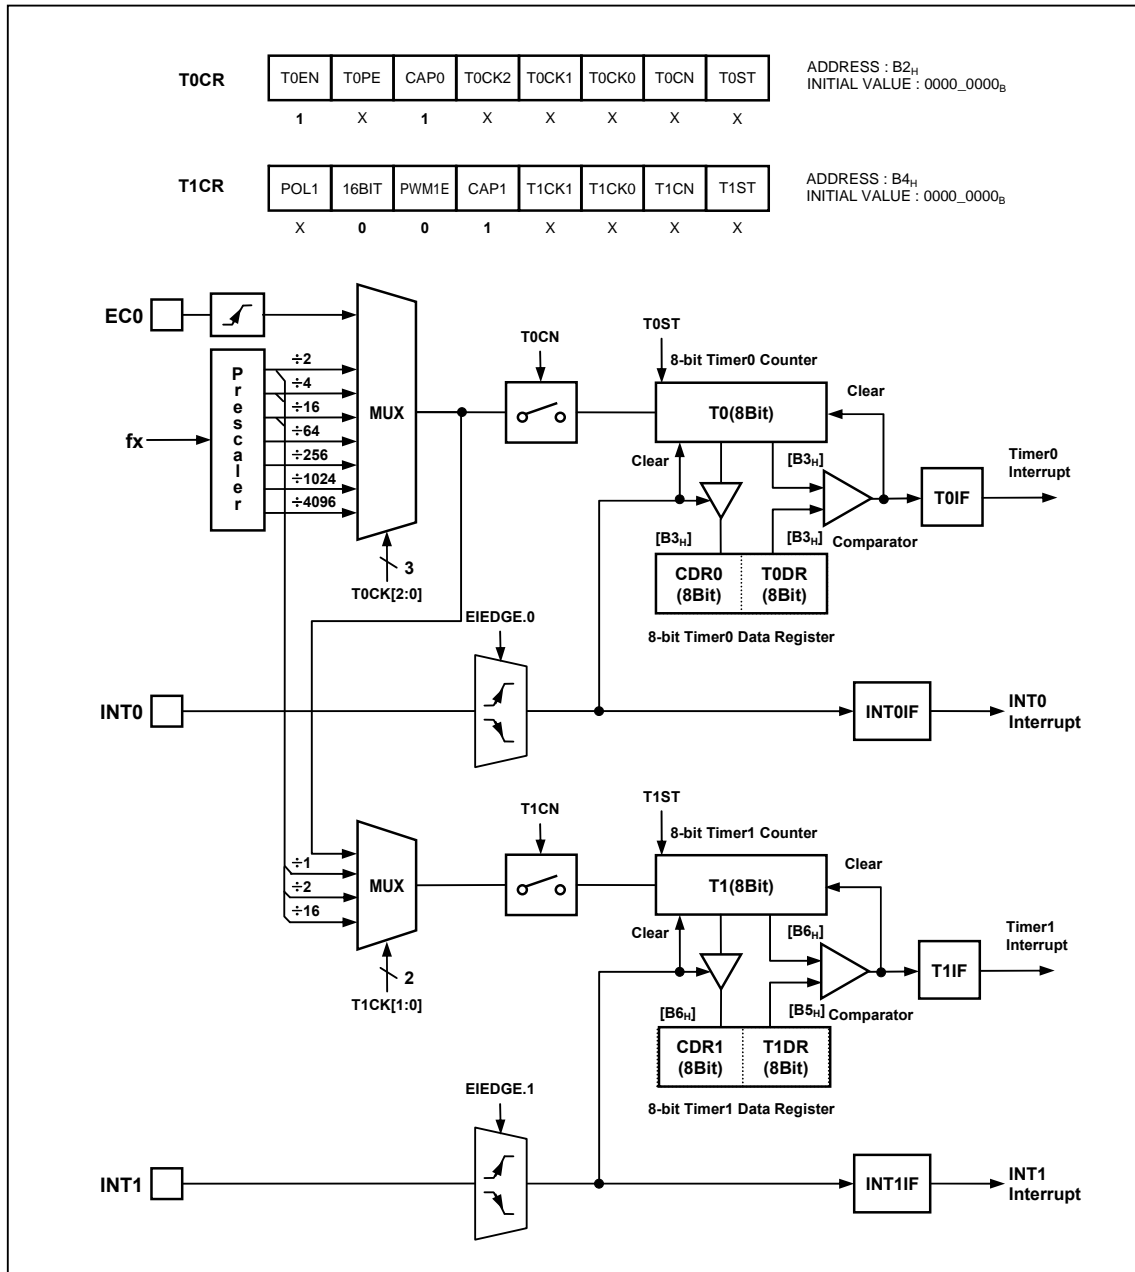 T0CR T0EN T0PE CAP0 T0CK2 T0CK1 T0CK0 T0CN T0ST
ADDRESS : B2H
INITIAL VALUE : 0000_0000B
1 X 1 X X X X X
T1CR POL1 16BIT PWM1E CAP1 T1CK1 T1CK0 T1CN T1ST
ADDRESS : B4H
INITIAL VALUE : 0000_0000B
X 0 0 1 X X X X
EC0
Prescaler
fx
÷2
÷4
÷16
÷64
÷256
÷1024
÷4096
MUX
3
T0CK[2:0]
T0CN
T0ST
8-bit Timer0 Counter
T0(8Bit)
Clear
Clear
[B3H]
[B3H]
[B3H]
Comparator
T0IF
Timer0
Interrupt
CDR0
(8Bit)
T0DR
(8Bit)
8-bit Timer0 Data Register
EIEDGE.0
INT0
INT0IF
INT0
Interrupt
÷1
÷2
÷16
MUX
2
T1CK[1:0]
T1CN
T1ST
8-bit Timer1 Counter
T1(8Bit)
Clear
Clear
[B6H]
[B6H]
[B5H]
Comparator
T1IF
Timer1
Interrupt
CDR1
(8Bit)
T1DR
(8Bit)
8-bit Timer1 Data Register
EIEDGE.1
INT1
INT1IF
INT1
Interrupt